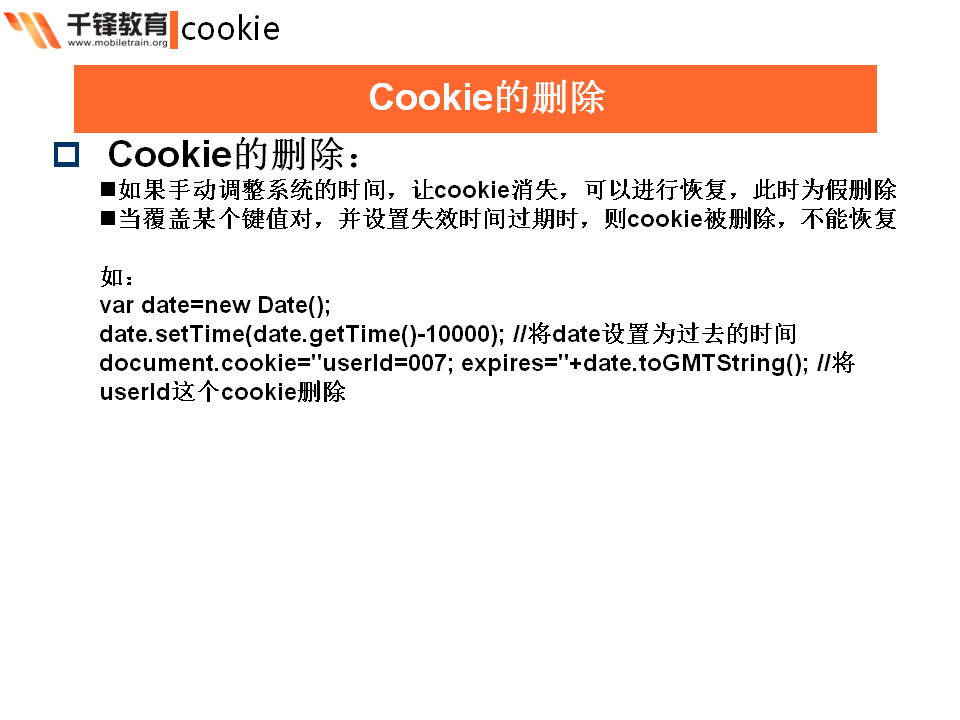 千锋教育
www.mobiletrain.org
cookie
Cookie的删除
Cookie的删除：
■如果手动调整系统的时间，让cookie消失，可以进行恢复，此时为假删除
■当覆盖某个键值对，并设置失效时间过期时，则cookie被删除，不能恢复
如：
var date=new Date();
date.setTime(date.getTime()-10000); //将date设置为过去的时间
document.cookie="userId=007; expires="+date.toGMTString(); //将
userId这个cookie删除